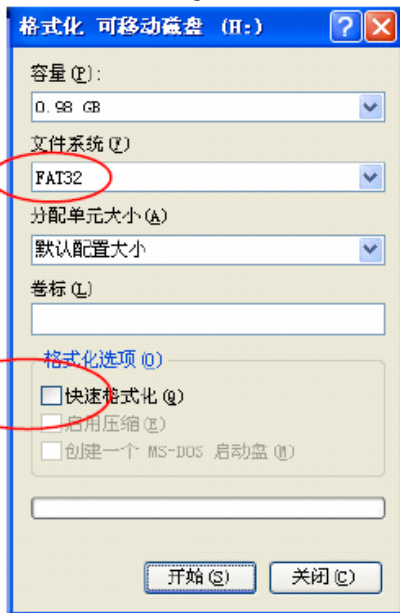 格式化 可移动磁盘 (H:)
容量(P):
0.98 GB
文件系统(F)
FAT32
分配单元大小(A)
默认配置大小
卷标(L)
格式化选项(O)
快速格式化(Q)
启用压缩(E)
创建一个 MS-DOS 启动盘(M)
开始(S)
关闭(C)